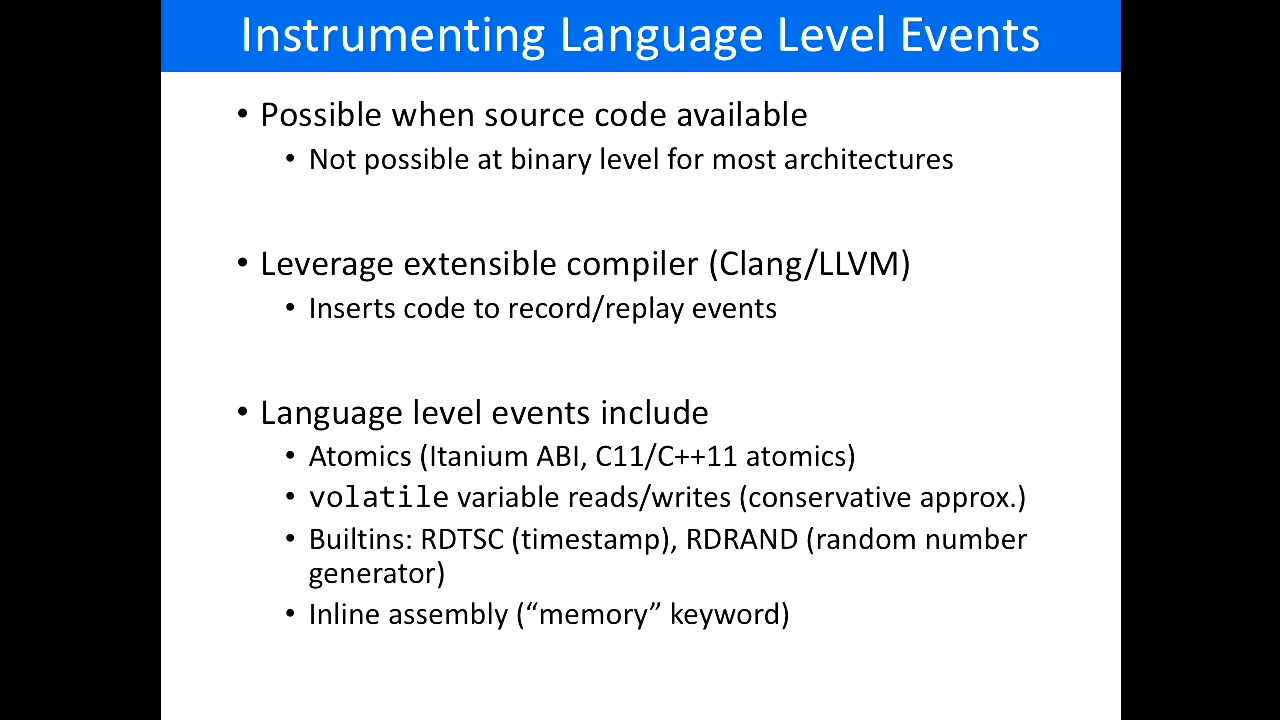 Instrumenting Language Level Events
• Possible when source code available
• Not possible at binary level for most architectures
• Leverage extensible compiler (Clang/LLVM)
• Inserts code to record/replay events
• Language level events include
• Atomics (Itanium ABI, C11/C++11 atomics)
• volatile variable reads/writes (conservative approx.)
• Builtins: RDTSC (timestamp), RDRAND (random number
generator)
• Inline assembly (“memory” keyword)